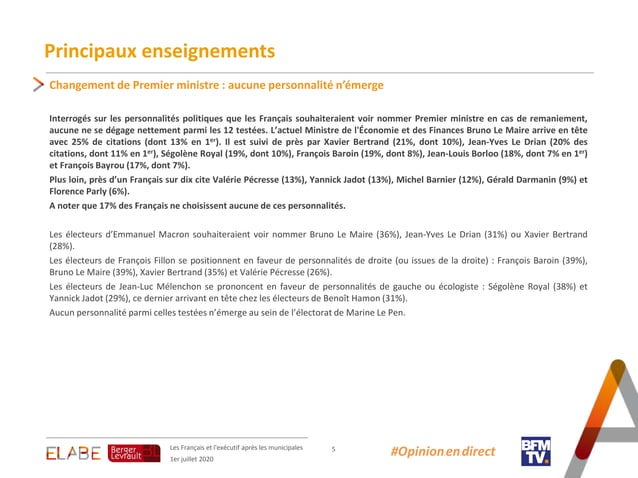 Principaux enseignements
Changement de Premier ministre : aucune personnalité n’émerge
Interrogés sur les personnalités politiques que les Français souhaiteraient voir nommer Premier ministre en cas de remaniement,
aucune ne se dégage nettement parmi les 12 testées. L’actuel Ministre de l'Économie et des Finances Bruno Le Maire arrive en tête
avec 25% de citations (dont 13% en 1er). Il est suivi de près par Xavier Bertrand (21%, dont 10%), Jean-Yves Le Drian (20% des
citations, dont 11% en 1er), Ségolène Royal (19%, dont 10%), François Baroin (19%, dont 8%), Jean-Louis Borloo (18%, dont 7% en 1er)
et François Bayrou (17%, dont 7%).
Plus loin, près d’un Français sur dix cite Valérie Pécresse (13%), Yannick Jadot (13%), Michel Barnier (12%), Gérald Darmanin (9%) et
Florence Parly (6%).
A noter que 17% des Français ne choisissent aucune de ces personnalités.
Les électeurs d’Emmanuel Macron souhaiteraient voir nommer Bruno Le Maire (36%), Jean-Yves Le Drian (31%) ou Xavier Bertrand
(28%).
Les électeurs de François Fillon se positionnent en faveur de personnalités de droite (ou issues de la droite) : François Baroin (39%),
Bruno Le Maire (39%), Xavier Bertrand (35%) et Valérie Pécresse (26%).
Les électeurs de Jean-Luc Mélenchon se prononcent en faveur de personnalités de gauche ou écologiste : Ségolène Royal (38%) et
Yannick Jadot (29%), ce dernier arrivant en tête chez les électeurs de Benoît Hamon (31%).
Aucun personnalité parmi celles testées n’émerge au sein de l’électorat de Marine Le Pen.
ELABE
Berger
Levrault
Les Français et l'exécutif après les municipales
1er juillet 2020
5
#Opinionendirect
BFM
TV.